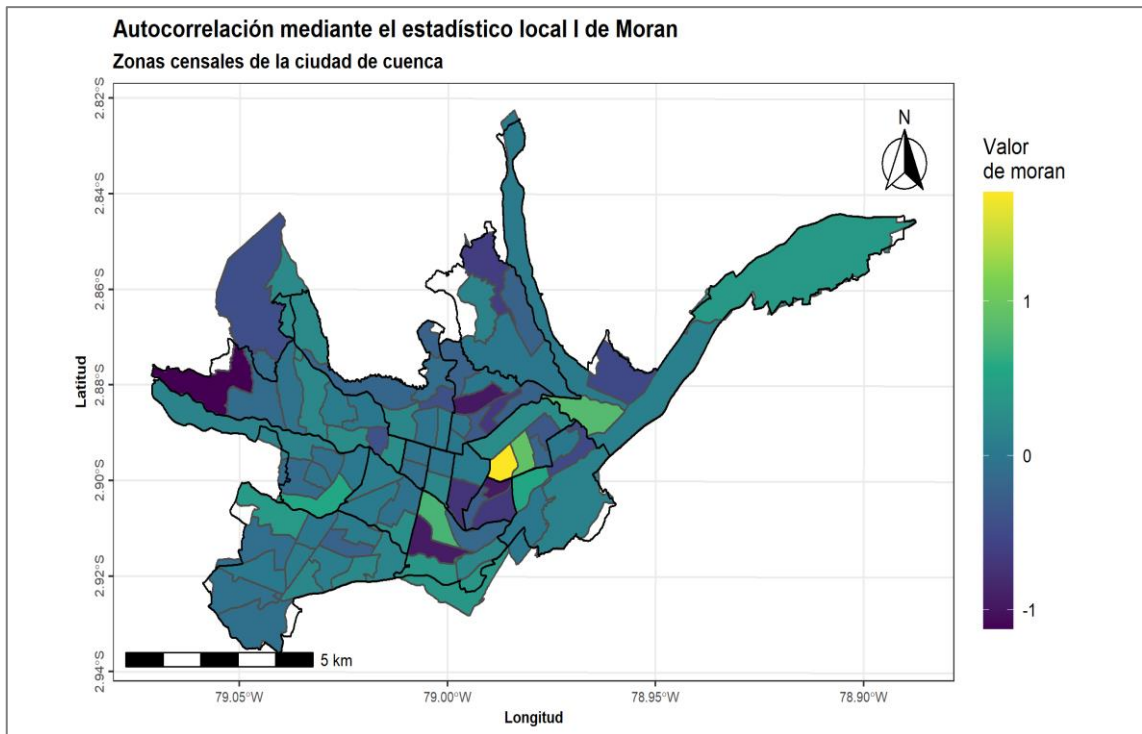 Autocorrelación mediante el estadístico local I de Moran
Zonas censales de la ciudad de cuenca
2.82°S
2.84°S
2.86°S
2.88°S
2.90°S
2.92°S
2.94°S
Latitud
N
5 km
79.05°W
79.00°W
78.95°W
78.90°W
Longitud
Valor
de moran
1
0
-1